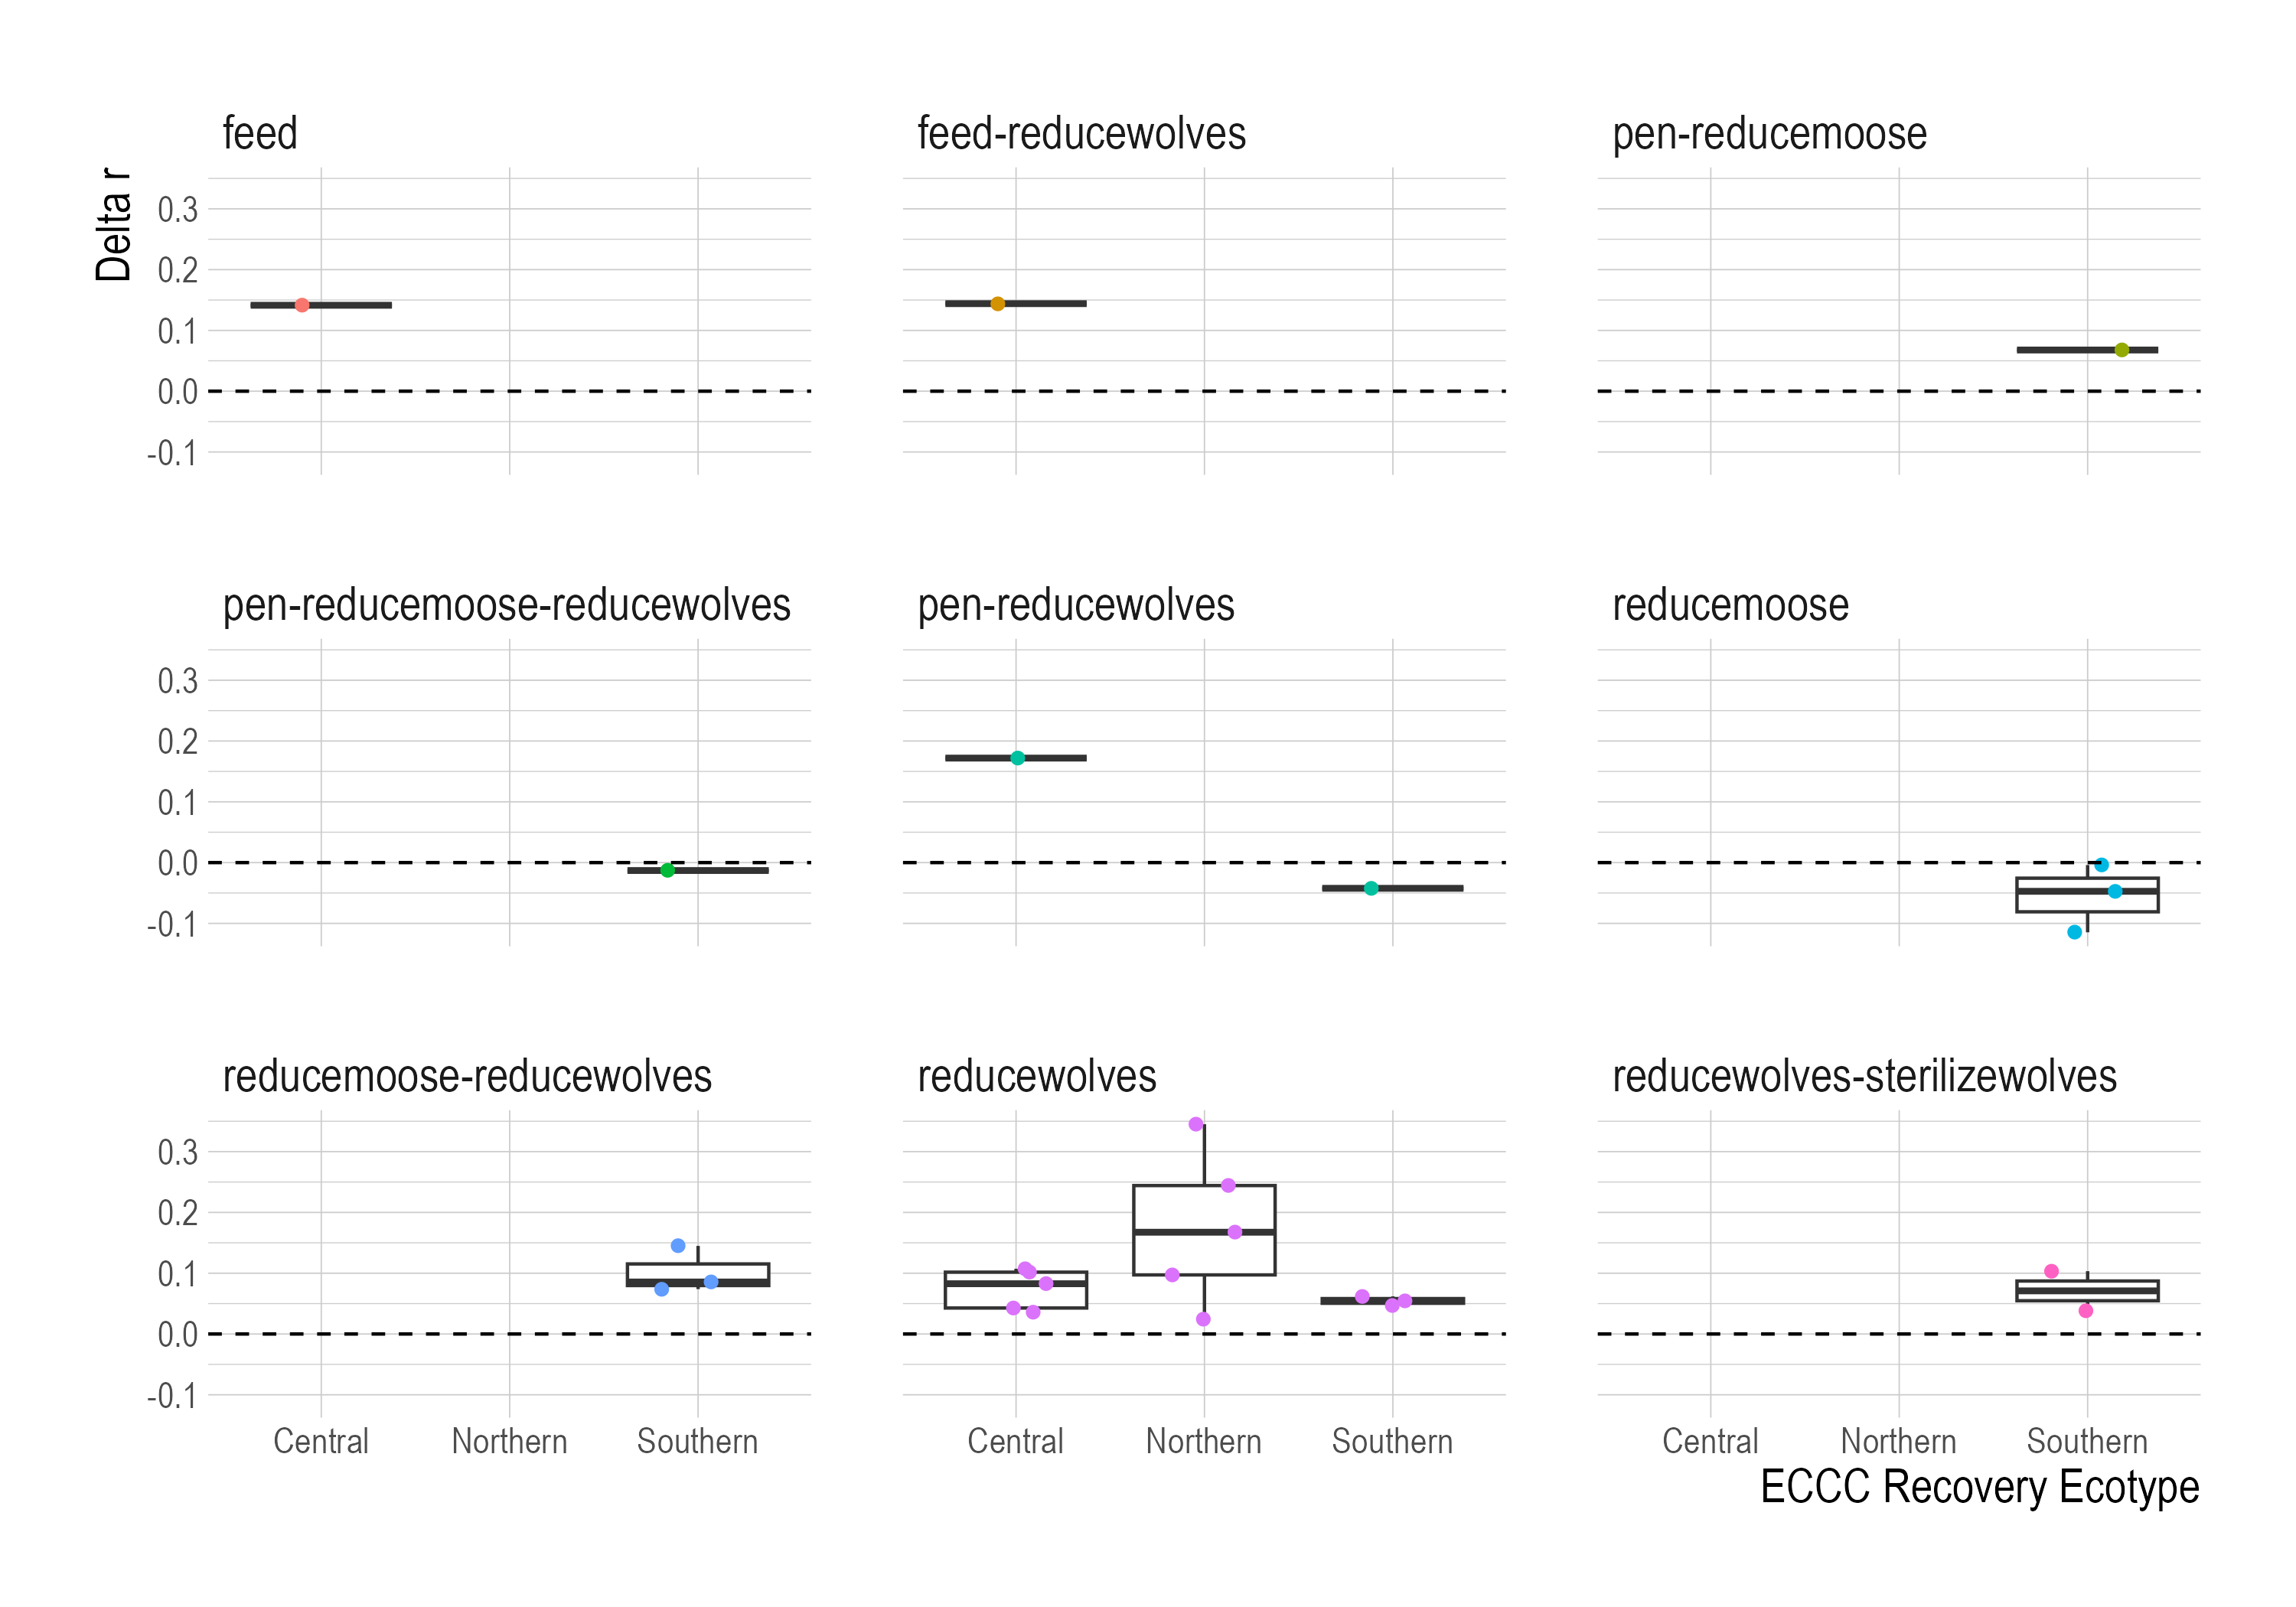 feed
feed-reducewolves
pen-reducemoose
Delta r
0.3
0.2
0.1
0.0
-0.1
pen-reducemoose-reducewolves
pen-reducewolves
reducemoose
0.3
0.2
0.1
0.0
-0.1
reducemoose-reducewolves
reducewolves
reducewolves-sterilizewolves
0.3
0.2
0.1
0.0
-0.1
Central Northern Southern
Central Northern Southern
Central Northern Southern
ECCC Recovery Ecotype